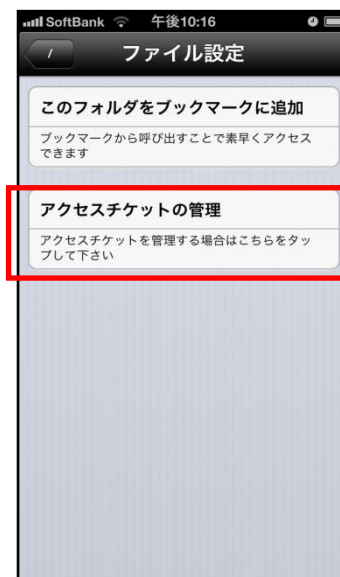 SoftBank 午後10:16
/ ファイル設定
このフォルダをブックマークに追加
ブックマークから呼び出すことで素早くアクセス
できます
アクセスチケットの管理
アクセスチケットを管理する場合はこちらをタッ
プして下さい